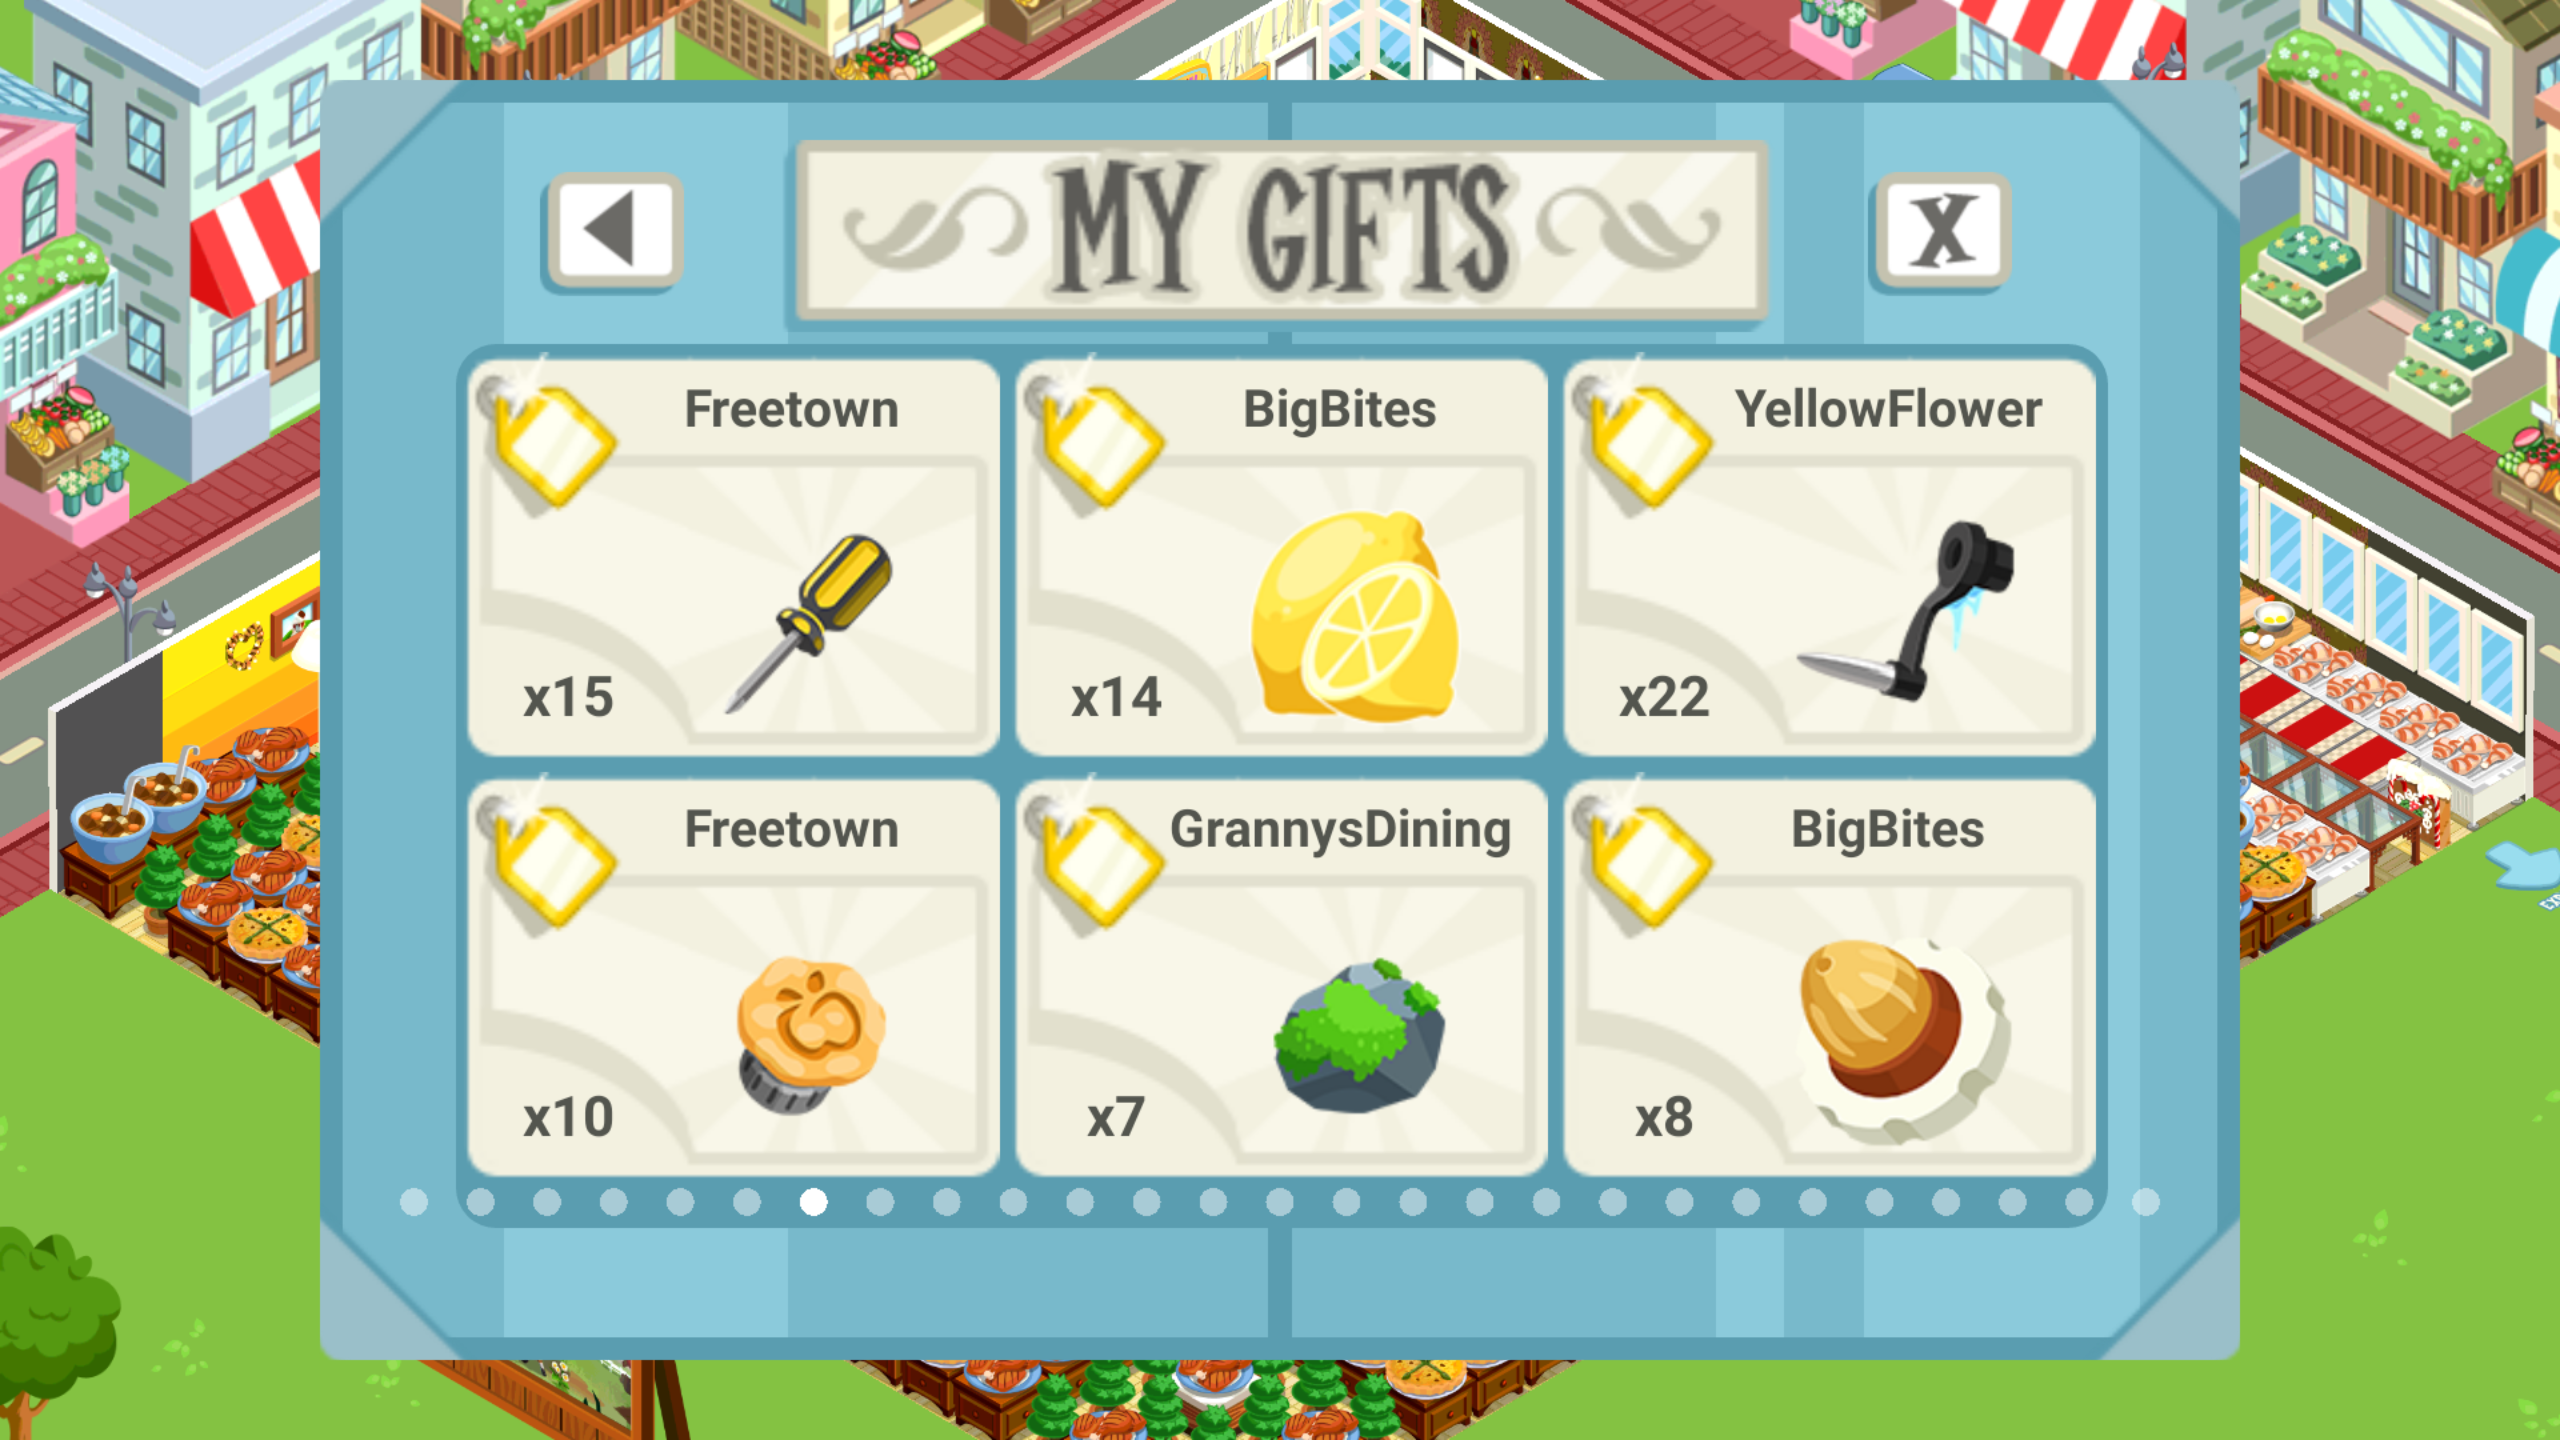 MY GIFTS
X
Freetown
x15
BigBites
x14
YellowFlower
x22
Freetown
x10
GrannysDining
x7
BigBites
x8